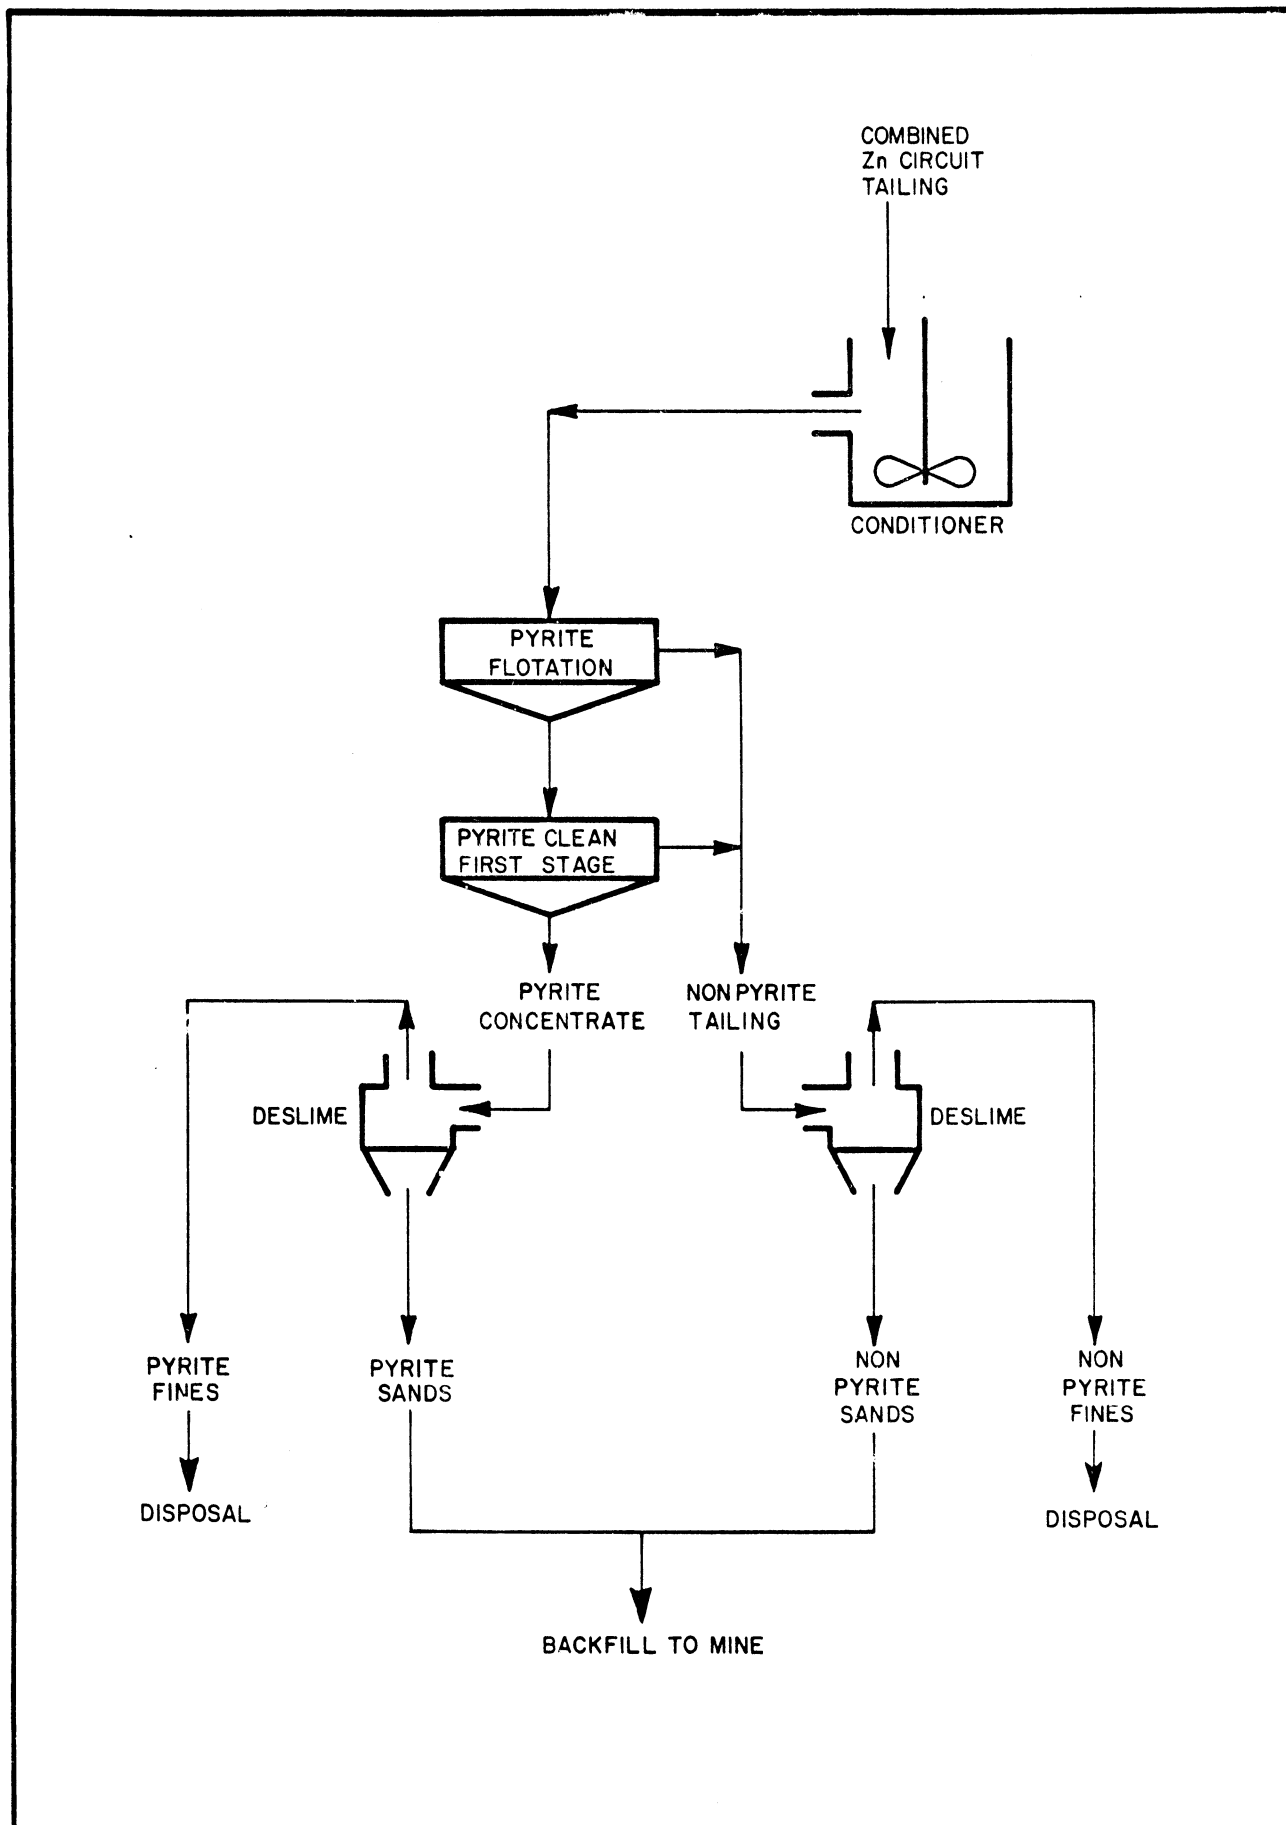 COMBINED
Zn CIRCUIT
TAILING
CONDITIONER
PYRITE
FLOTATION
PYRITE CLEAN
FIRST STAGE
PYRITE
CONCENTRATE
NON PYRITE
TAILING
DESLIME
DESLIME
PYRITE
FINES
PYRITE
SANDS
NON
PYRITE
SANDS
NON
PYRITE
FINES
DISPOSAL
DISPOSAL
BACKFILL TO MINE